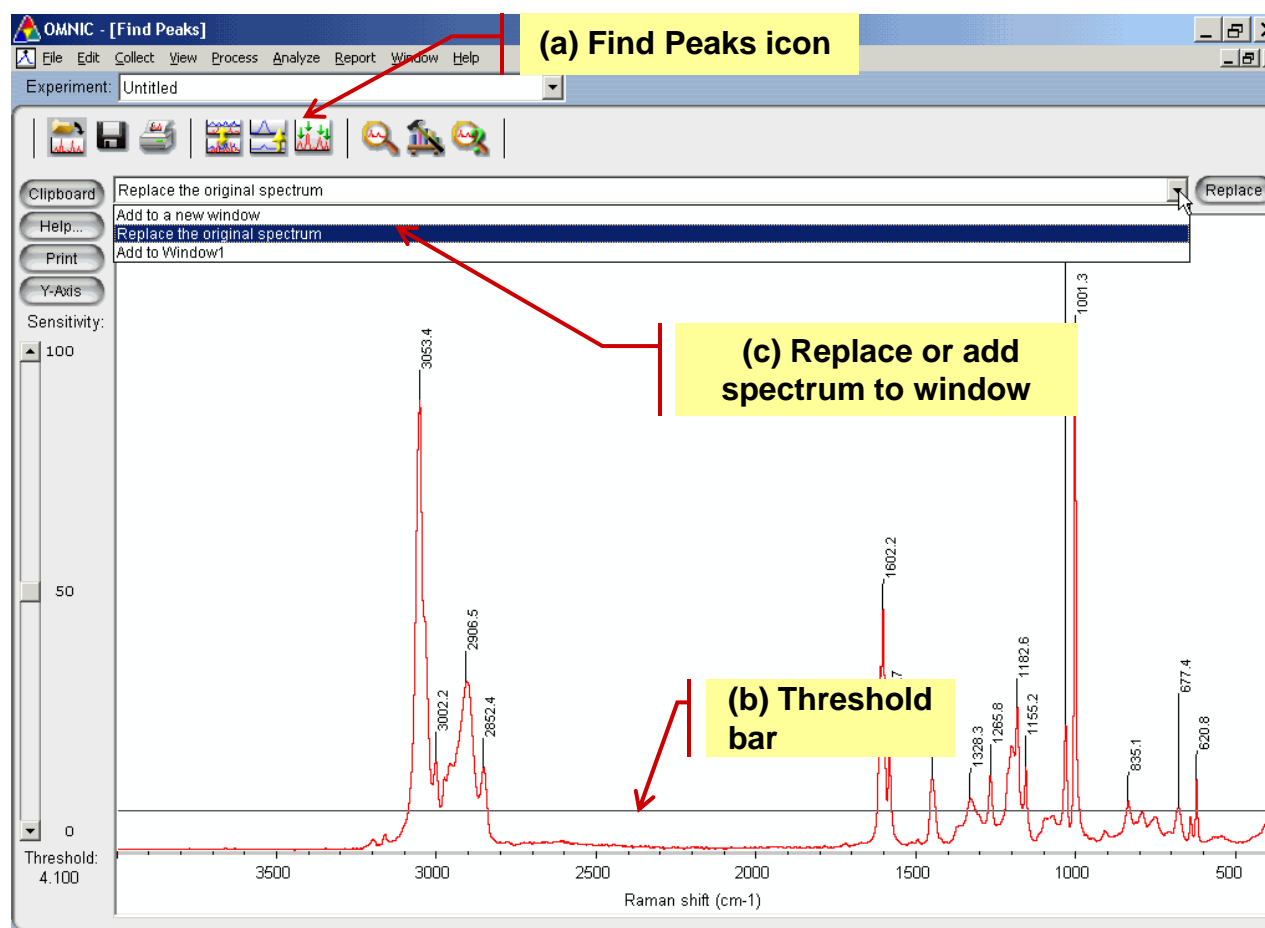 OMNIC - [Find Peaks]
(a) Find Peaks icon
File Edit Collect View Process Analyze Report Window Help
Experiment: Untitled
Clipboard
Replace the original spectrum
Replace
Add to a new window
Help...
Replace the original spectrum
Print
Add to Window1
Y-Axis
Sensitivity:
100
50
0
Threshold:
4.100
(c) Replace or add
spectrum to window
(b) Threshold
bar
3053.4
3002.2
2906.5
2852.4
1602.2
1328.3
1265.8
1182.6
1155.2
1001.3
835.1
677.4
620.8
3500 3000 2500 2000 1500 1000 500
Raman shift (cm-1)